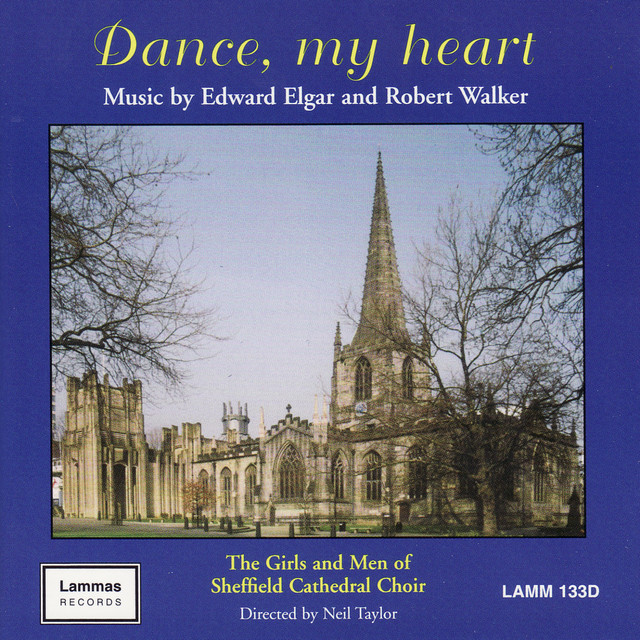 Dance, my heart
Music by Edward Elgar and Robert Walker
The Girls and Men of
Sheffield Cathedral Choir
Directed by Neil Taylor
Lammas
RECORDS
LAMM 133D